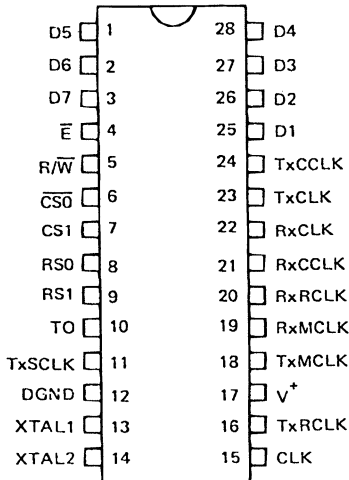 D5 1 28 D4
D6 2 27 D3
D7 3 26 D2
E̅ 4 25 D1
R/W̅ 5 24 TxCCLK
C̅S̅0̅ 6 23 TxCLK
CS1 7 22 RxCLK
RS0 8 21 RxCCLK
RS1 9 20 RxRCLK
TO 10 19 RxMCLK
TxSCLK 11 18 TxMCLK
DGND 12 17 V⁺
XTAL1 13 16 TxRCLK
XTAL2 14 15 CLK